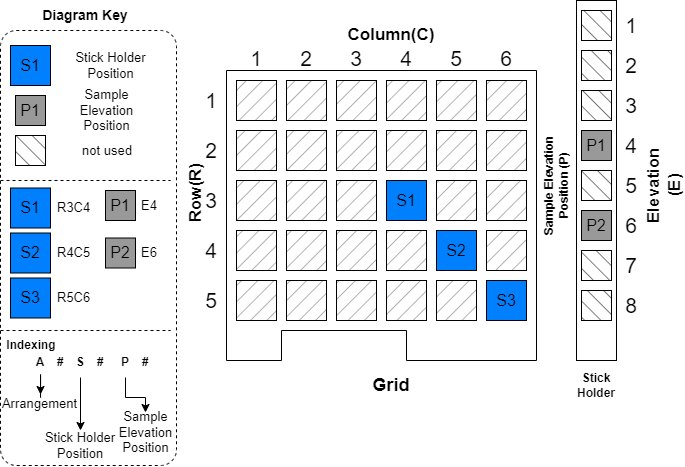 Diagram Key
S1
Stick Holder
Position
P1
Sample
Elevation
Position
not used
S1 R3C4 P1 E4
S2 R4C5 P2 E6
S3 R5C6
Indexing
A # S # P #
Arrangement
Stick Holder
Position
Sample
Elevation
Position
Column(C)
1 2 3 4 5 6
Row(R)
1
2
3
4
5
S1
S2
S3
Grid
Sample Elevation
Position (P)
1
2
3
P1 4
5
P2 6
7
8
Elevation
(E)
Stick
Holder